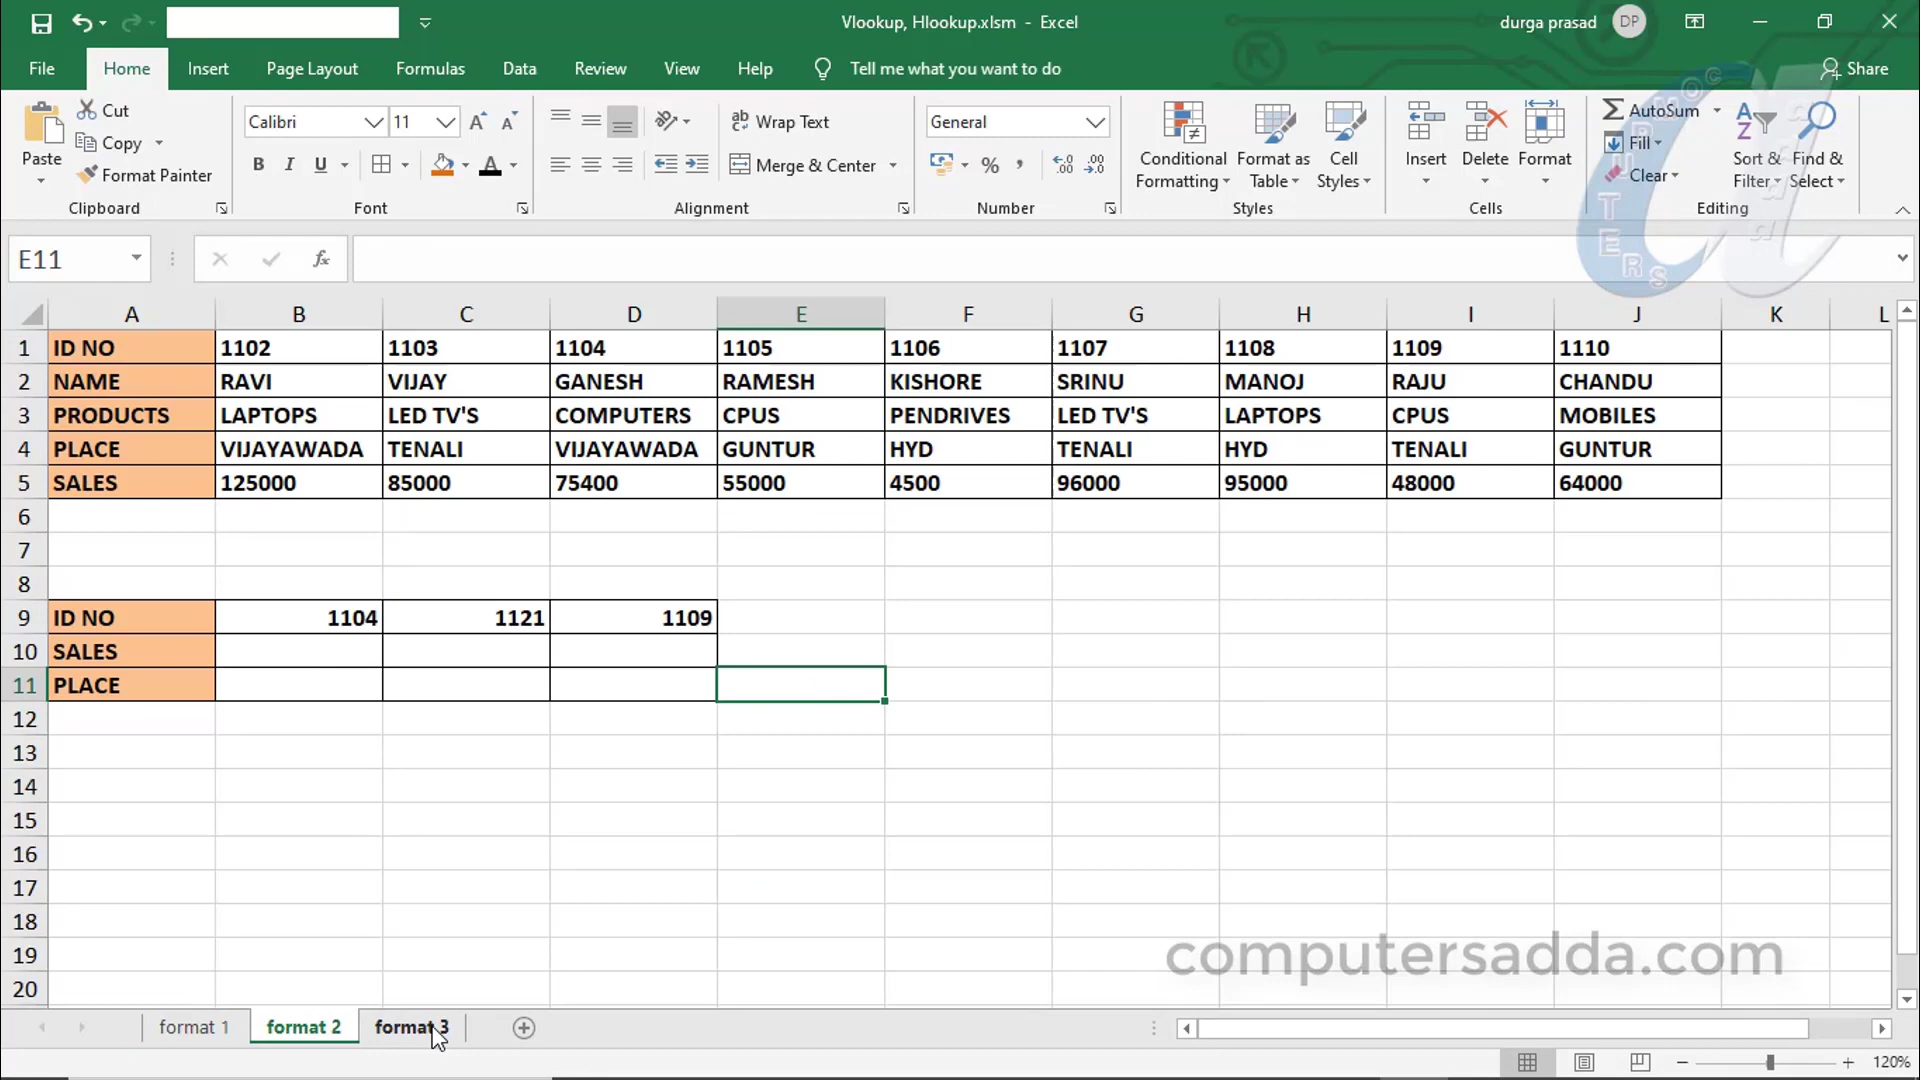 Vlookup, Hlookup.xlsm - Excel
durga prasad DP
File Home Insert Page Layout Formulas Data Review View Help Tell me what you want to do Share
Paste Cut Copy Format Painter Clipboard
Calibri 11 B I U A Font
Wrap Text Merge & Center Alignment
General % , Number
Conditional Formatting Format as Table Cell Styles Styles
Insert Delete Format Cells
AutoSum Fill Clear Sort & Filter Find & Select Editing
E11 fx
A B C D E F G H I J K L
1 ID NO 1102 1103 1104 1105 1106 1107 1108 1109 1110
2 NAME RAVI VIJAY GANESH RAMESH KISHORE SRINU MANOJ RAJU CHANDU
3 PRODUCTS LAPTOPS LED TV'S COMPUTERS CPUS PENDRIVES LED TV'S LAPTOPS CPUS MOBILES
4 PLACE VIJAYAWADA TENALI VIJAYAWADA GUNTUR HYD TENALI HYD TENALI GUNTUR
5 SALES 125000 85000 75400 55000 4500 96000 95000 48000 64000
6
7
8
9 ID NO 1104 1121 1109
10 SALES
11 PLACE
12
13
14
15
16
17
18
19
20
computersadda.com
format 1 format 2 format 3
120%